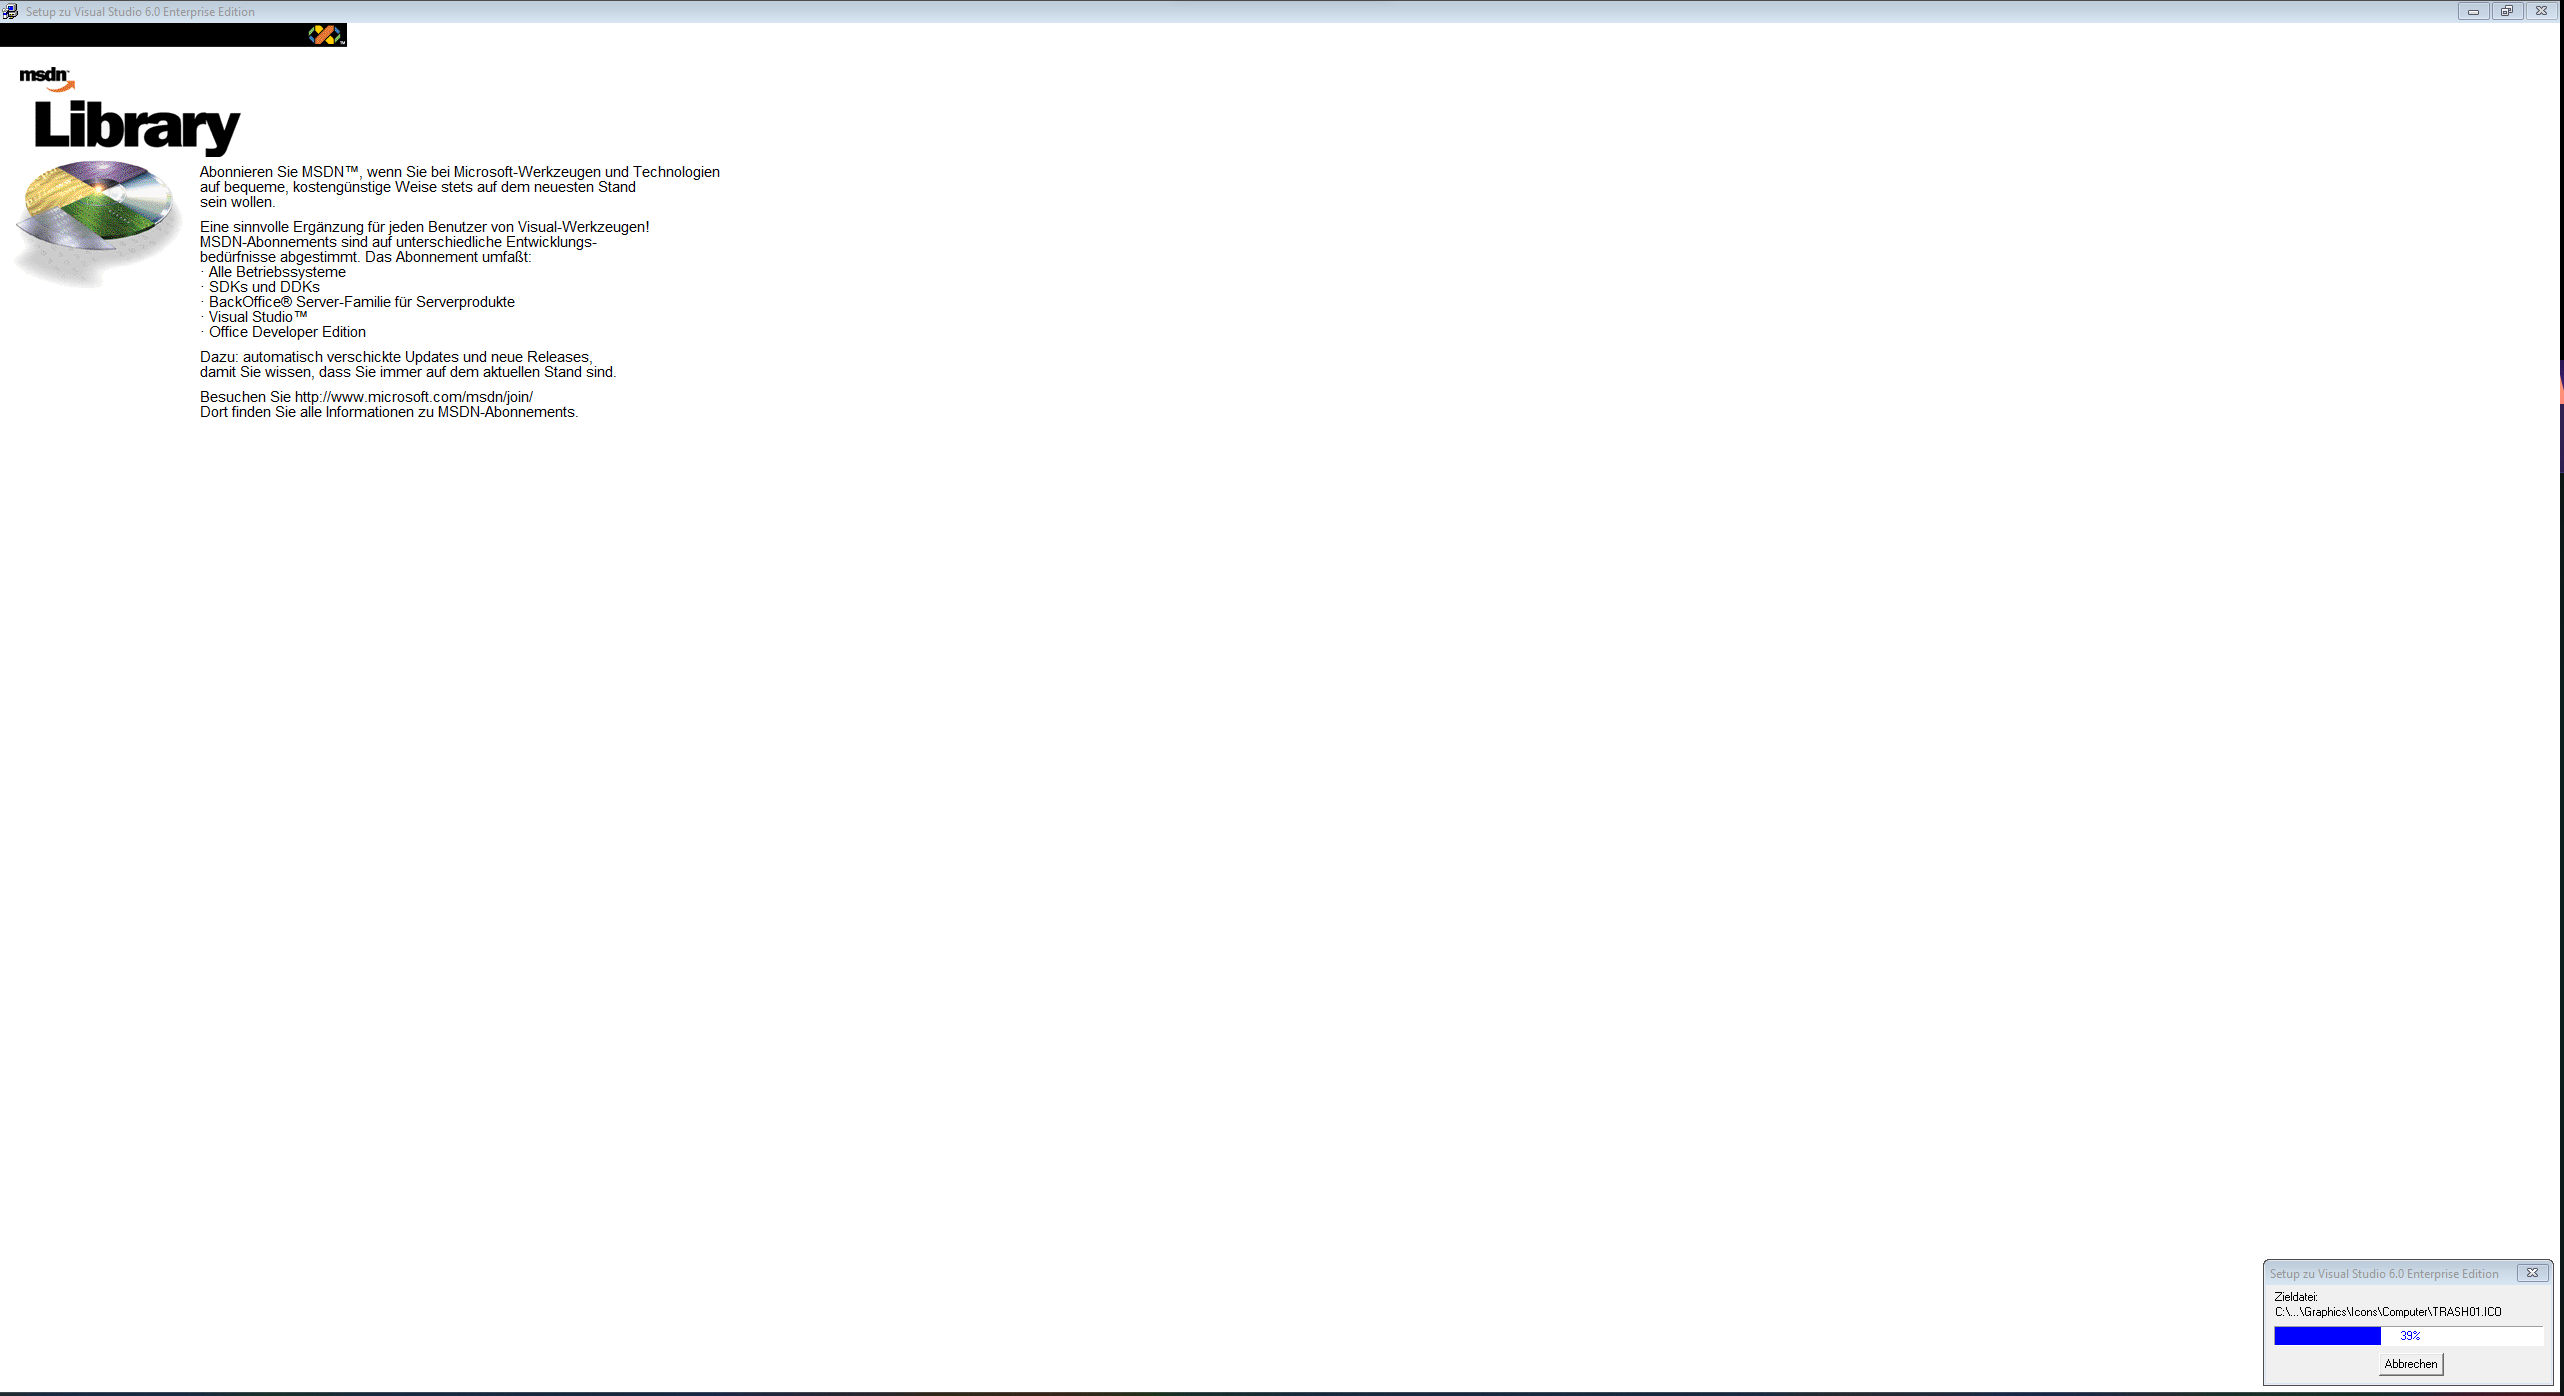 Setup zu Visual Studio 6.0 Enterprise Edition
msdn™
Library
Abonnieren Sie MSDN™, wenn Sie bei Microsoft-Werkzeugen und Technologien
auf bequeme, kostengünstige Weise stets auf dem neuesten Stand
sein wollen.
Eine sinnvolle Ergänzung für jeden Benutzer von Visual-Werkzeugen!
MSDN-Abonnements sind auf unterschiedliche Entwicklungs-
bedürfnisse abgestimmt. Das Abonnement umfaßt:
· Alle Betriebssysteme
· SDKs und DDKs
· BackOffice® Server-Familie für Serverprodukte
· Visual Studio™
· Office Developer Edition
Dazu: automatisch verschickte Updates und neue Releases,
damit Sie wissen, dass Sie immer auf dem aktuellen Stand sind.
Besuchen Sie http://www.microsoft.com/msdn/join/
Dort finden Sie alle Informationen zu MSDN-Abonnements.
Setup zu Visual Studio 6.0 Enterprise Edition
Zieldatei:
C:\...\Graphics\Icons\Computer\TRASH01.ICO
39%
Abbrechen